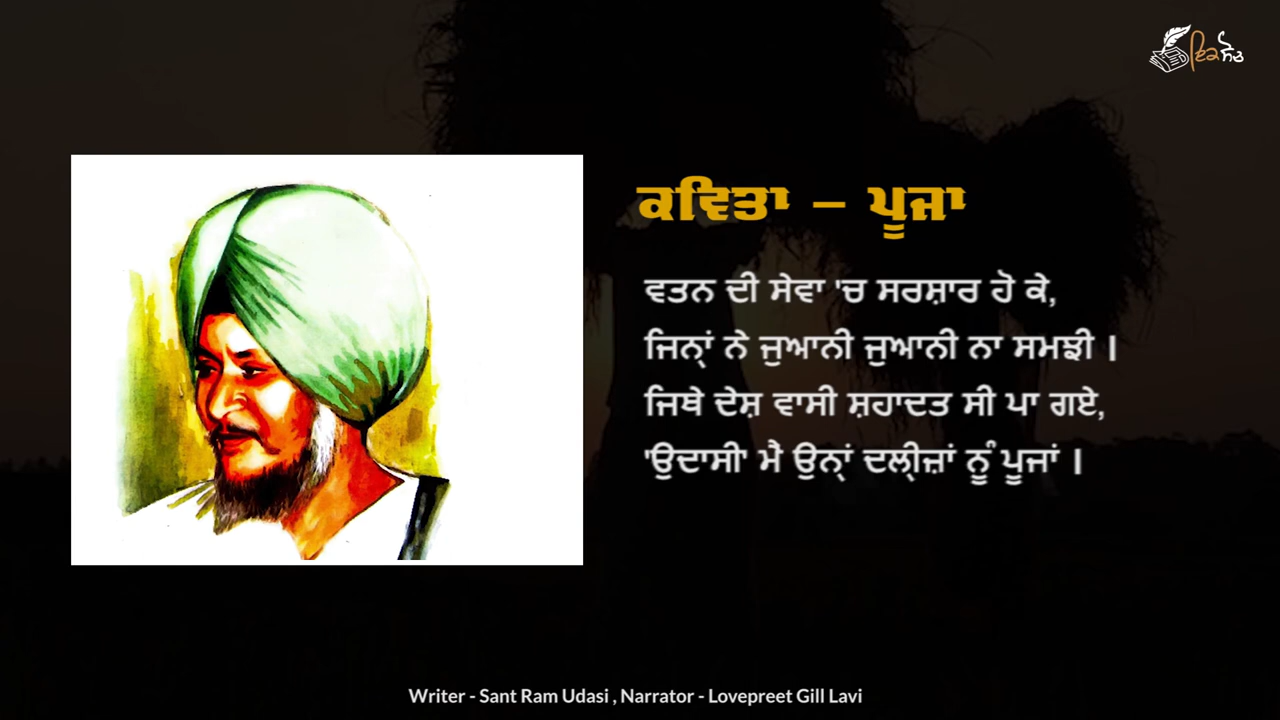 ਇਕ ਸੋਚ
ਕਵਿਤਾ – ਪੂਜਾ
ਵਤਨ ਦੀ ਸੇਵਾ 'ਚ ਸਰਸ਼ਾਰ ਹੋ ਕੇ,
ਜਿਨ੍ਹਾਂ ਨੇ ਜੁਆਨੀ ਜੁਆਨੀ ਨਾ ਸਮਝੀ ।
ਜਿਥੇ ਦੇਸ਼ ਵਾਸੀ ਸ਼ਹਾਦਤ ਸੀ ਪਾ ਗਏ,
'ਉਦਾਸੀ' ਮੈ ਉਨ੍ਹਾਂ ਦਲ੍ਹੀਜ਼ਾਂ ਨੂੰ ਪੂਜਾਂ ।
Writer - Sant Ram Udasi , Narrator - Lovepreet Gill Lavi